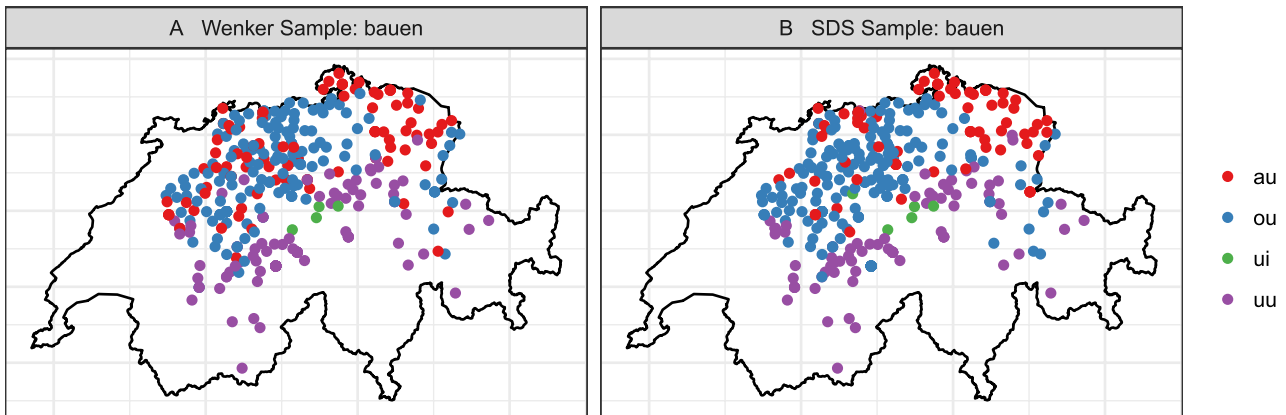 A Wenker Sample: bauen
B SDS Sample: bauen
au
ou
ui
uu